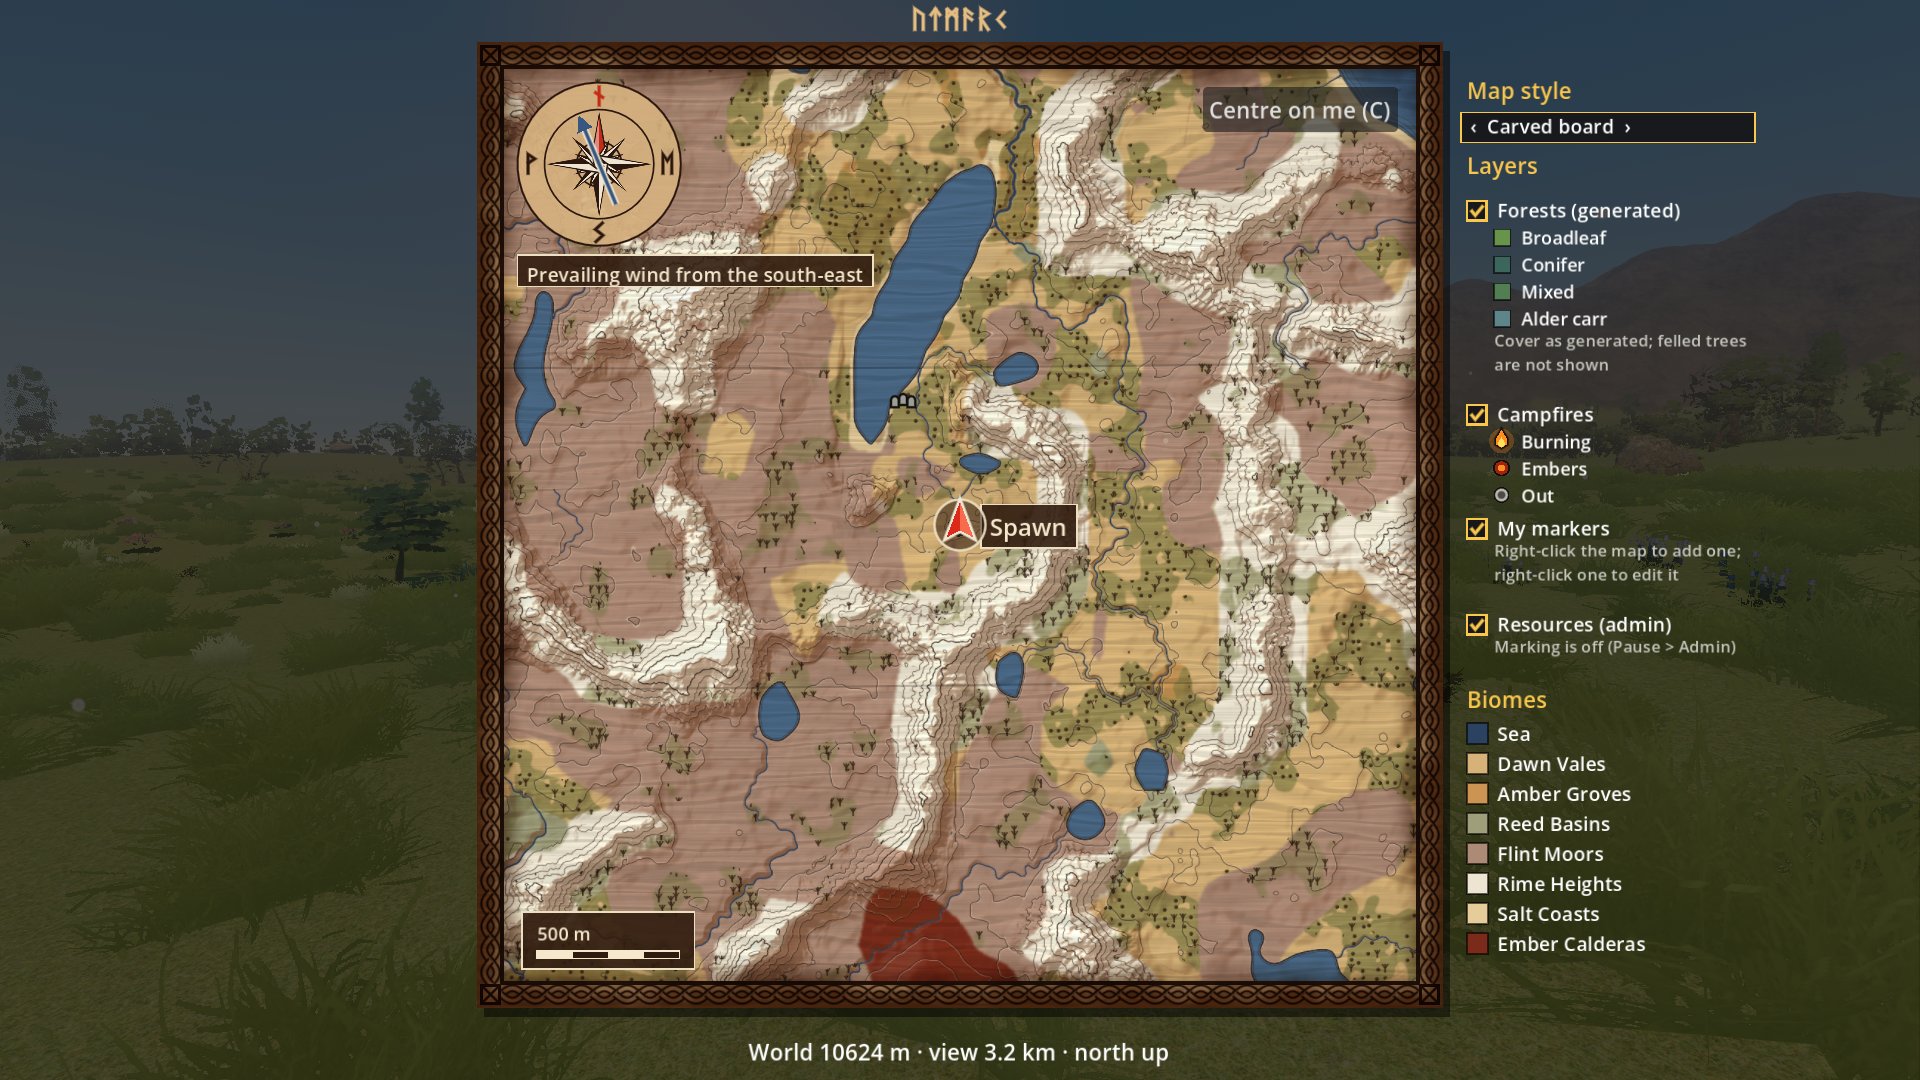 ᚢᛏᛗᚨᚱᚲ
ᚾ
ᚹ
ᛖ
ᛊ
Centre on me (C)
Prevailing wind from the south-east
Spawn
500 m
World 10624 m · view 3.2 km · north up
Map style
‹ Carved board ›
Layers
Forests (generated)
Broadleaf
Conifer
Mixed
Alder carr
Cover as generated; felled trees
are not shown
Campfires
Burning
Embers
Out
My markers
Right-click the map to add one;
right-click one to edit it
Resources (admin)
Marking is off (Pause > Admin)
Biomes
Sea
Dawn Vales
Amber Groves
Reed Basins
Flint Moors
Rime Heights
Salt Coasts
Ember Calderas